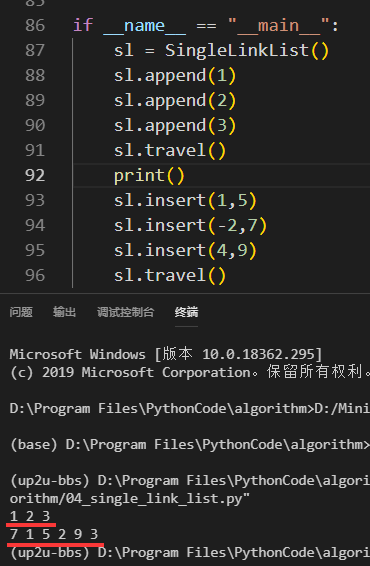 85
86 if __name__ == "__main__":
87 sl = SingleLinkList()
88 sl.append(1)
89 sl.append(2)
90 sl.append(3)
91 sl.travel()
92 print()
93 sl.insert(1,5)
94 sl.insert(-2,7)
95 sl.insert(4,9)
96 sl.travel()
问题 输出 调试控制台 终端
Microsoft Windows [版本 10.0.18362.295]
(c) 2019 Microsoft Corporation。保留所有权利。
D:\Program Files\PythonCode\algorithm>D:/Mini
(base) D:\Program Files\PythonCode\algorithm>
(up2u-bbs) D:\Program Files\PythonCode\algori
orithm/04_single_link_list.py"
1 2 3
7 1 5 2 9 3
(up2u-bbs) D:\Program Files\PythonCode\algori